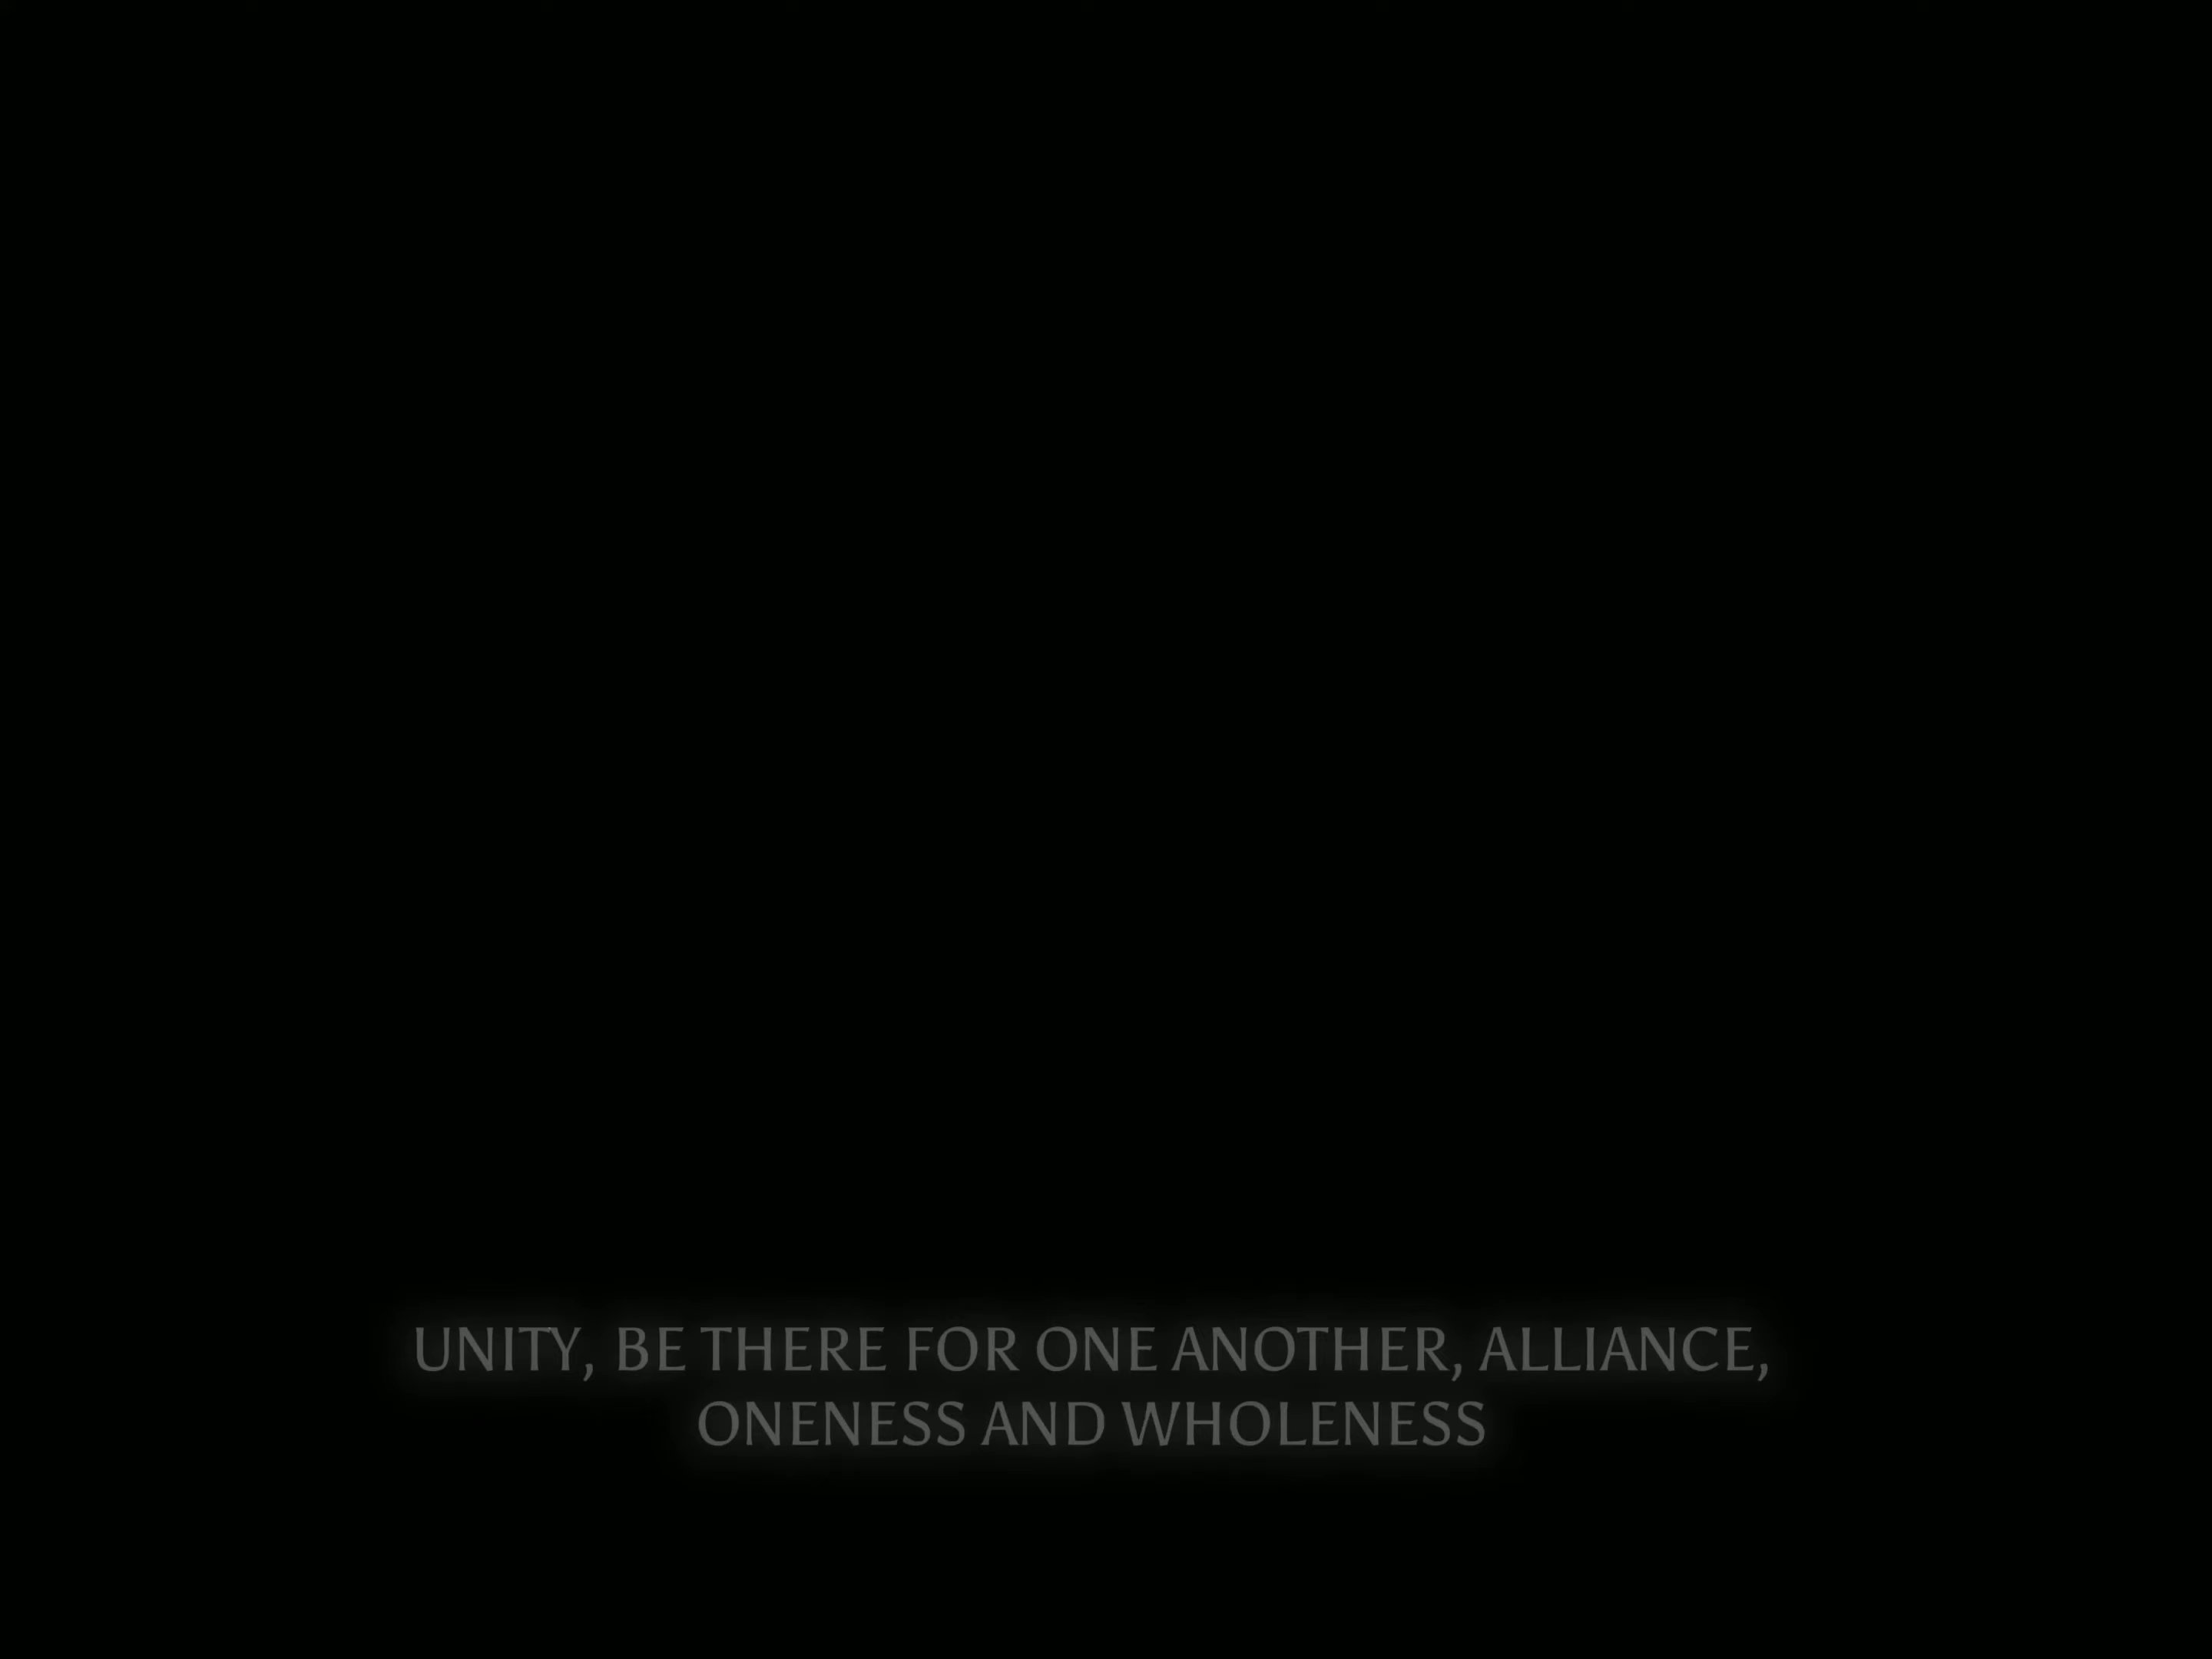 UNITY, BE THERE FOR ONE ANOTHER, ALLIANCE,
ONENESS AND WHOLENESS